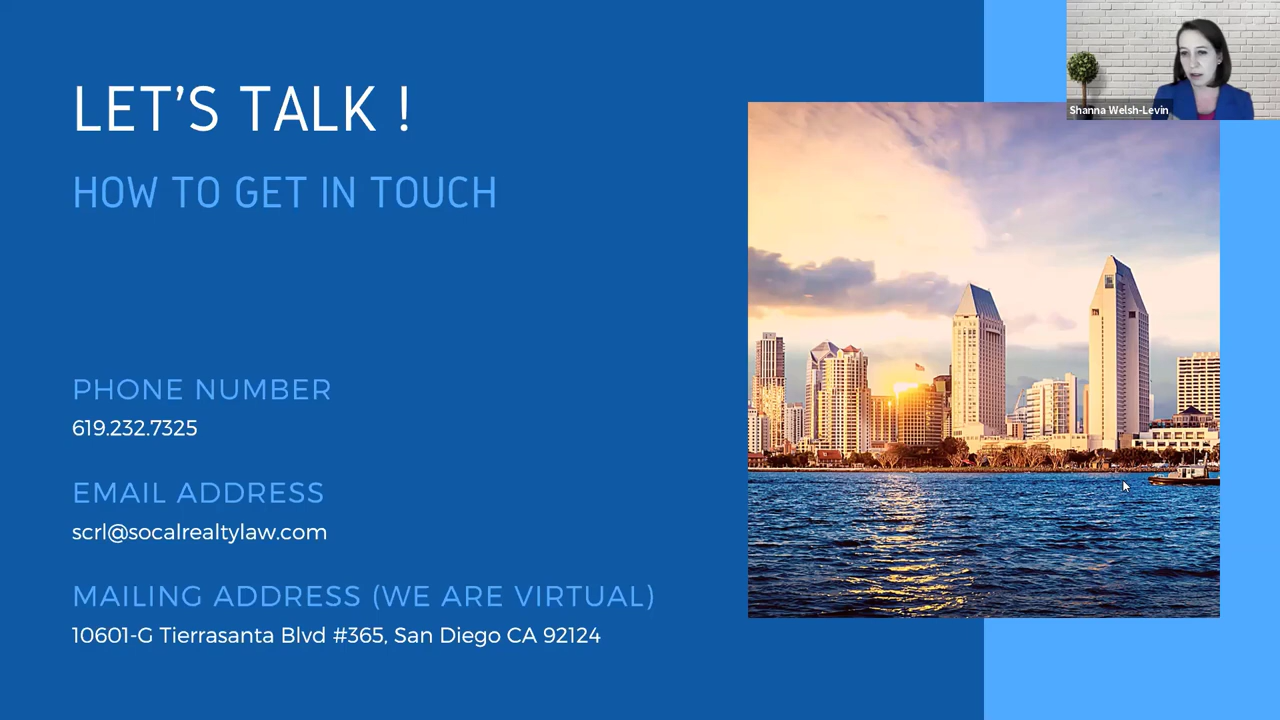 LET'S TALK !
HOW TO GET IN TOUCH
PHONE NUMBER
619.232.7325
EMAIL ADDRESS
scrl@socalrealtylaw.com
MAILING ADDRESS (WE ARE VIRTUAL)
10601-G Tierrasanta Blvd #365, San Diego CA 92124
Shanna Welsh-Levin